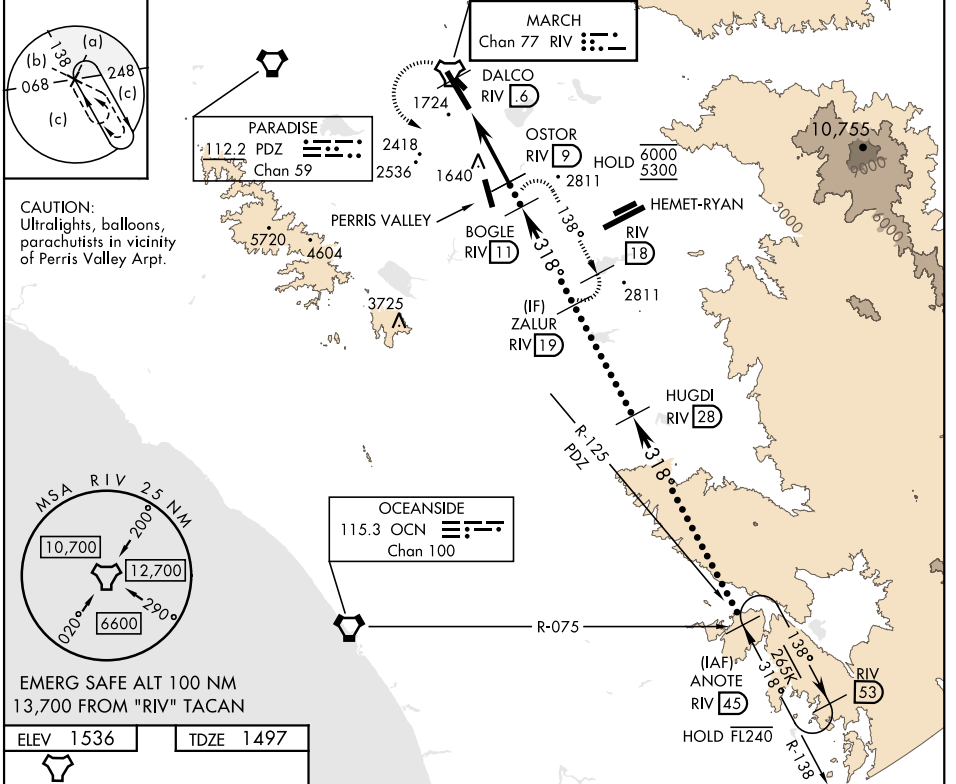 MARCH
Chan 77 RIV
138
(a)
(b)
248
068
(c)
(c)
DALCO
RIV .6
1724
PARADISE
112.2 PDZ
Chan 59
2418
2536
OSTOR
RIV 9
HOLD 6000
5300
1640
2811
10,755
9000
3000
6000
HEMET-RYAN
PERRIS VALLEY
CAUTION:
Ultralights, balloons,
parachutists in vicinity
of Perris Valley Arpt.
BOGLE
RIV 11
138°
318°
RIV
18
5720
4604
2811
3725
(IF)
ZALUR
RIV 19
HUGDI
RIV 28
R-125
PDZ
318°
MSA RIV 25 NM
200°
10,700
12,700
290°
020°
6600
OCEANSIDE
115.3 OCN
Chan 100
R-075
138°
265K
318°
(IAF)
ANOTE
RIV 45
RIV
53
HOLD FL240
R-138
EMERG SAFE ALT 100 NM
13,700 FROM "RIV" TACAN
ELEV 1536
TDZE 1497